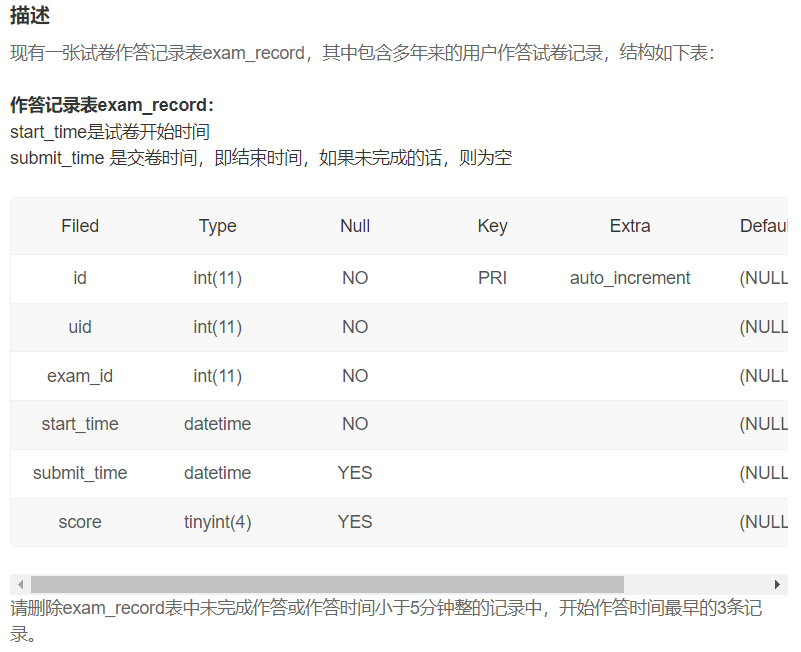 描述
现有一张试卷作答记录表exam_record，其中包含多年来的用户作答试卷记录，结构如下表：
作答记录表exam_record：
start_time是试卷开始时间
submit_time 是交卷时间，即结束时间，如果未完成的话，则为空
Filed Type Null Key Extra Defau
id int(11) NO PRI auto_increment (NULL
uid int(11) NO (NULL
exam_id int(11) NO (NULL
start_time datetime NO (NULL
submit_time datetime YES (NULL
score tinyint(4) YES (NULL
请删除exam_record表中未完成作答或作答时间小于5分钟整的记录中，开始作答时间最早的3条记
录。